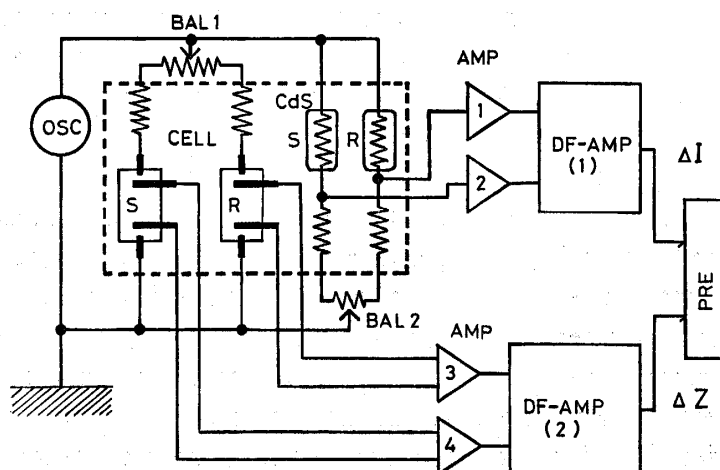 BAL 1
AMP
CdS
OSC
CELL
S
R
1
2
DF-AMP
(1)
ΔI
S
R
PRE
BAL 2
AMP
3
4
DF-AMP
(2)
ΔZ